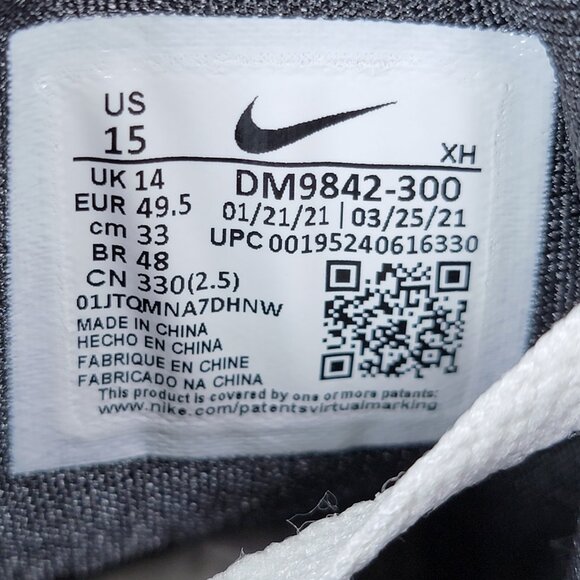 US
15
XH
UK 14
EUR 49.5
cm 33
BR 48
CN 330(2.5)
DM9842-300
01/21/21 | 03/25/21
UPC 00195240616330
01JTQMNA7DHNW
MADE IN CHINA
HECHO EN CHINA
FABRIQUE EN CHINE
FABRICADO NA CHINA
This product is covered by one or more patents:
www.nike.com/patentsvirtualmarking